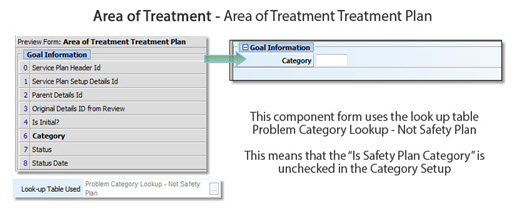 Area of Treatment - Area of Treatment Treatment Plan
Preview Form: Area of Treatment Treatment Plan
Goal Information
0 Service Plan Header Id
1 Service Plan Setup Details Id
2 Parent Details Id
3 Original Details ID from Review
4 Is Initial?
6 Category
7 Status
8 Status Date
Look-up Table Used Problem Category Lookup - Not Safety
Plan
...
Goal Information
Category
This component form uses the look up table
Problem Category Lookup - Not Safety Plan
This means that the “Is Safety Plan Category” is
unchecked in the Category Setup